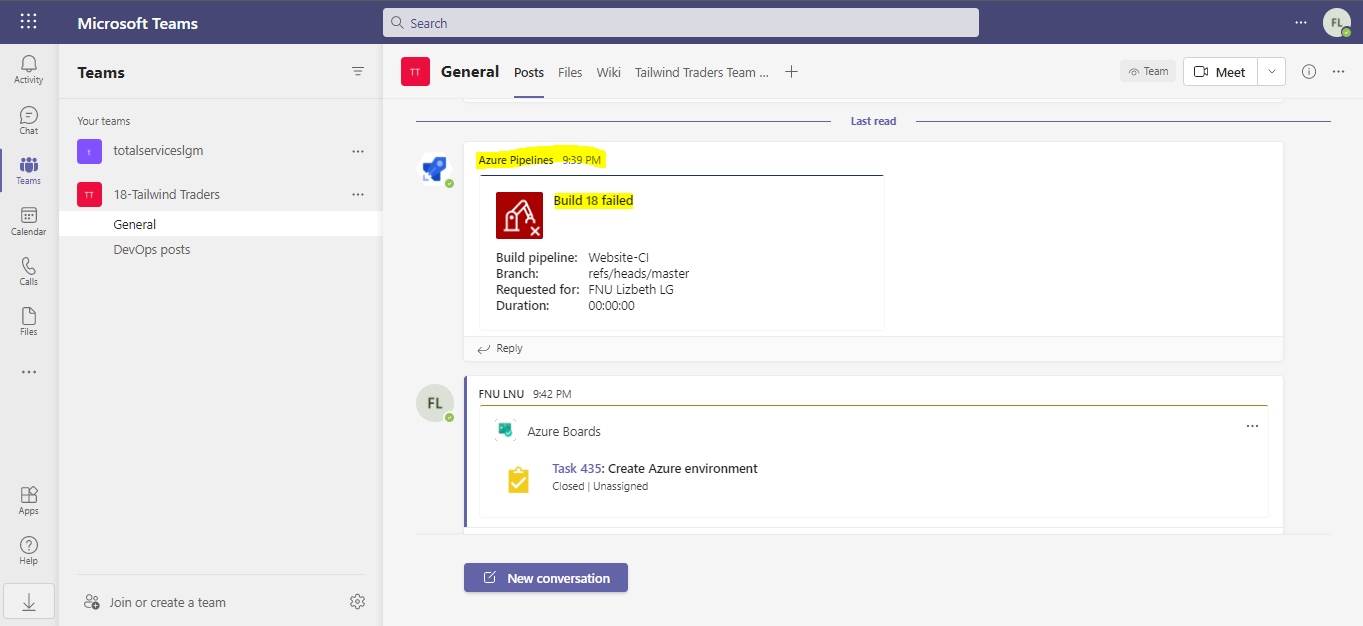 Microsoft Teams
Search
FL
Activity
Chat
Teams
Calendar
Calls
Files
Apps
Help
Teams
Your teams
t totalserviceslgm
TT 18-Tailwind Traders
General
DevOps posts
Join or create a team
TT General Posts Files Wiki Tailwind Traders Team ...
Team Meet
Last read
Azure Pipelines 9:39 PM
Build 18 failed
Build pipeline: Website-CI
Branch: refs/heads/master
Requested for: FNU Lizbeth LG
Duration: 00:00:00
Reply
FL
FNU LNU 9:42 PM
Azure Boards
Task 435: Create Azure environment
Closed | Unassigned
New conversation